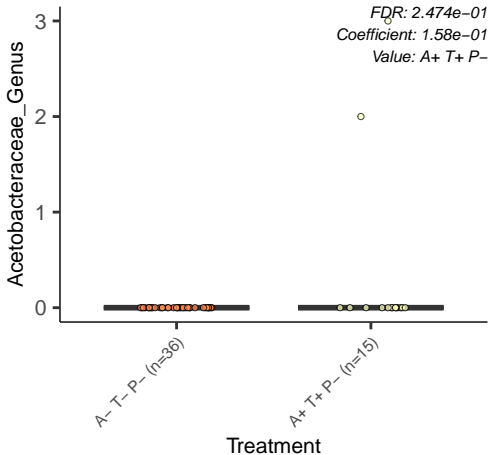 FDR: 2.474e−01
Coefficient: 1.58e−01
Value: A+ T+ P−
Acetobacteraceae_Genus
3
2
1
0
A− T− P− (n=36)
A+ T+ P− (n=15)
Treatment